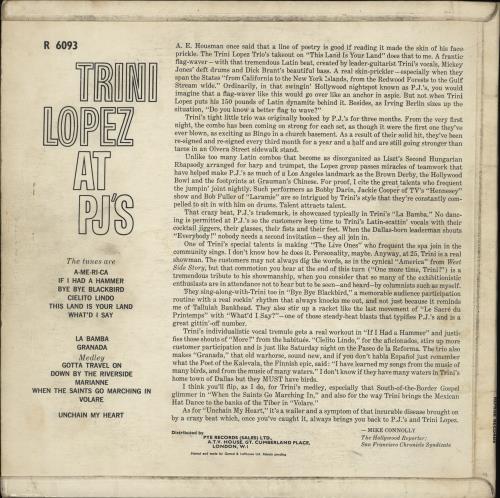 R 6093
TRINI
LOPEZ
AT
PJ'S
The tunes are
A-ME-RI-CA
IF I HAD A HAMMER
BYE BYE BLACKBIRD
CIELITO LINDO
THIS LAND IS YOUR LAND
WHAT'D I SAY
LA BAMBA
GRANADA
Medley
GOTTA TRAVEL ON
DOWN BY THE RIVERSIDE
MARIANNE
WHEN THE SAINTS GO MARCHING IN
VOLARE
UNCHAIN MY HEART
A. E. Housman once said that a line of poetry is good if reading it made the skin of his face
prickle. The Trini Lopez Trio's takeout on "This Land Is Your Land" does that to me. A frantic
flag-waver – with that tremendous Latin beat, created by leader-guitarist Trini's vocals, Mickey
Jones' deft drums and Dick Brant's beautiful bass. A real skin-prickler – especially when they
span the States "from California to the New York Islands, from the Redwood Forests to the Gulf
Stream wide." Ordinarily, in that swingin' Hollywood nightspot known as P.J.'s, you would
imagine that a flag-waver like this would go over like an anchor in aspic. But not when Trini
Lopez puts his 150 pounds of Latin dynamite behind it. Besides, as Irving Berlin sizes up the
situation, "Do you know a better flag to wave?"
Trini's tight little trio was originally booked by P.J.'s for three months. From the very first
night, the combo has been coming on strong for each set, as though it were the first one they've
ever blown, as exciting as Bingo in a church basement. As a result of their solid hit, they've been
re-signed and re-signed every third month for a year and a half and are still going stronger than
tares in an Olvera Street sidewalk stand.
Unlike too many Latin combos that become as disorganized as Liszt's Second Hungarian
Rhapsody arranged for harp and trumpet, the Lopez group passes miracles of teamwork that
have helped make P.J.'s as much of a Los Angeles landmark as the Brown Derby, the Hollywood
Bowl and the footprints at Grauman's Chinese. For proof, I cite the great talents who frequent
the jumpin' joint nightly. Such performers as Bobby Darin, Jackie Cooper of TV's "Hennesey"
show and Bob Fuller of "Laramie" are so intrigued by Trini's style that they're constantly com-
pelled to sit in with him on drums. Talent attracts talent.
That crazy beat, P.J.'s trademark, is showcased typically in Trini's "La Bamba." No danc-
ing is permitted at P.J.'s so the customers keep time to Trini's Latin-scattin' vocals with their
cocktail jiggers, their glasses, their fists and their feet. When the Dallas-born leaderman shouts
"Everybody!" nobody needs a second invitation – they all join in.
One of Trini's special talents is making "The Live Ones" who frequent the spa join in the
community sings. I don't know how he does it. Personality, maybe. Anyway, at 25, Trini is a real
showman. The customers may not always dig the words, as in the cynical "America" from West
Side Story, but that commotion you hear at the end of this turn ("One more time, Trini!") is a
tremendous tribute to his showmanship, when you consider that so many of the exhibitionistic
enthusiasts are in attendance not to hear but to be seen – and heard – by columnists such as myself.
They sing-along-with-Trini too in "Bye Bye Blackbird," a memorable audience participation
routine with a real rockin' rhythm that always knocks me out, and not just because it reminds
me of Tallulah Bankhead. They also stir up a racket like the last movement of "Le Sacré du
Printemps" with "What'd I Say?" – one of those steady-beat blasts that typifies P.J.'s and is a
great gittin'-off number.
Trini's individualistic vocal tremulo gets a real workout in "If I Had a Hammer" and justi-
fies those shouts of "More!" from the habitués. "Cielito Lindo," for the aficionados, stirs up more
customer participation and is just like Saturday night on the Paseo de la Reforma. The trio also
makes "Granada," that old warhorse, sound new, and if you don't habla Español just remember
what the Poet of the Kalevala, the Finnish epic, said: "I have learned my songs from the music of
many birds, and from the music of many waters." I don't know if they have many waters in Trini's
home town of Dallas but they MUST have birds.
I think you'll flip, as I do, for Trini's medley, especially that South-of-the-Border Gospel
glimmer in "When the Saints Go Marching In," and also for the way Trini brings the Mexican
Hat Dance to the banks of the Tiber in "Volare."
As for "Unchain My Heart," it's a wailer and a symptom of that incurable disease brought on
by a crazy beat which, once you've caught it, always brings you back to P.J.'s and Trini Lopez.
— MIKE CONNOLLY
The Hollywood Reporter;
San Francisco Chronicle Syndicate
Distributed by
PYE RECORDS (SALES) LTD.,
A.T.V. HOUSE, GT. CUMBERLAND PLACE,
LONDON, W.1
Printed and made by Garrod & Lofthouse Ltd. Patents pending